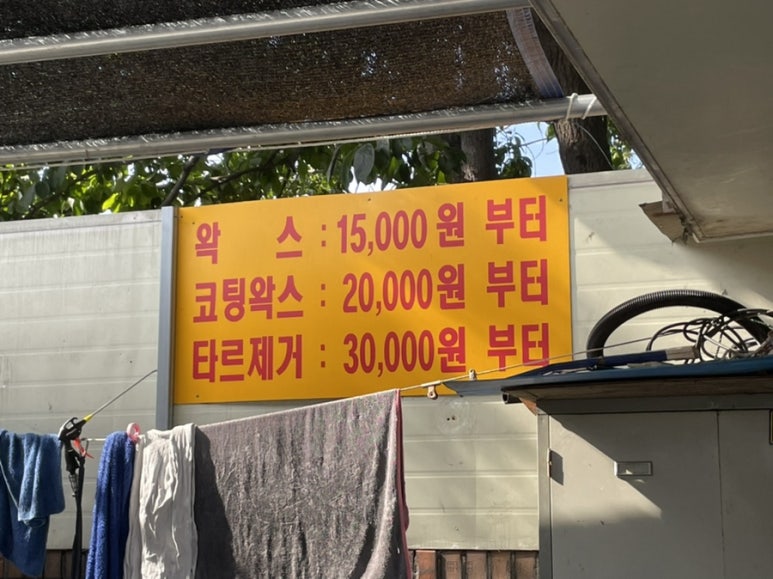 왁 스 : 15,000원 부터
코팅왁스 : 20,000원 부터
타르제거 : 30,000원 부터